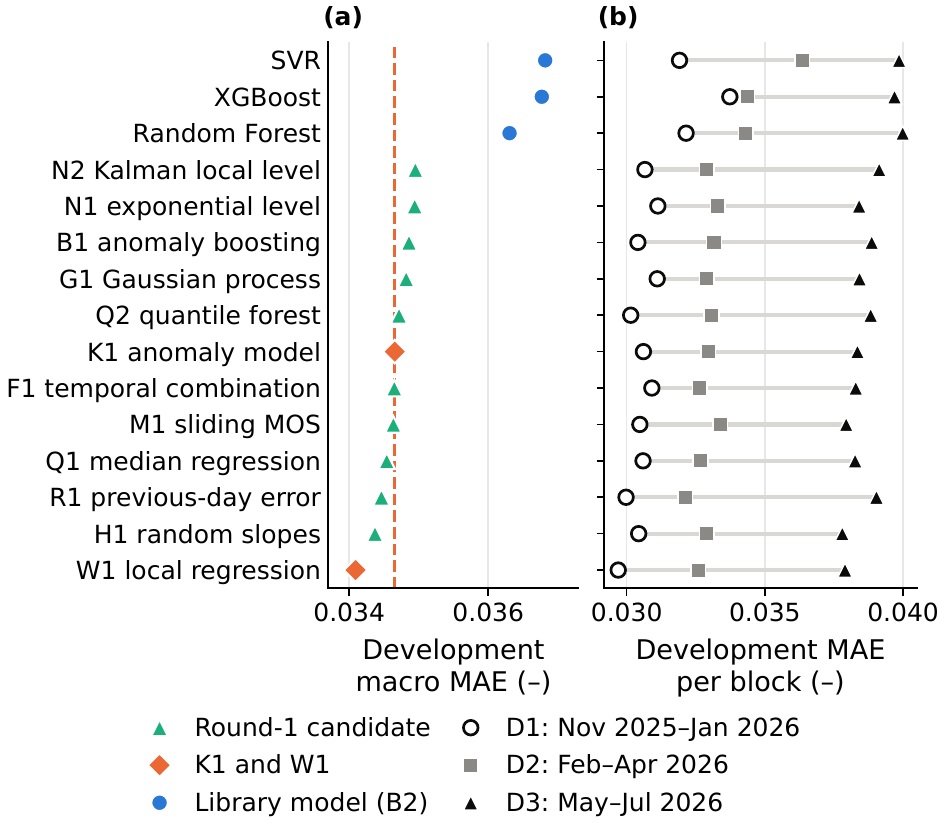 (a)
(b)
SVR
XGBoost
Random Forest
N2 Kalman local level
N1 exponential level
B1 anomaly boosting
G1 Gaussian process
Q2 quantile forest
K1 anomaly model
F1 temporal combination
M1 sliding MOS
Q1 median regression
R1 previous-day error
H1 random slopes
W1 local regression
0.034 0.036
0.030 0.035 0.040
Development
macro MAE (–)
Development MAE
per block (–)
Round-1 candidate
K1 and W1
Library model (B2)
D1: Nov 2025–Jan 2026
D2: Feb–Apr 2026
D3: May–Jul 2026